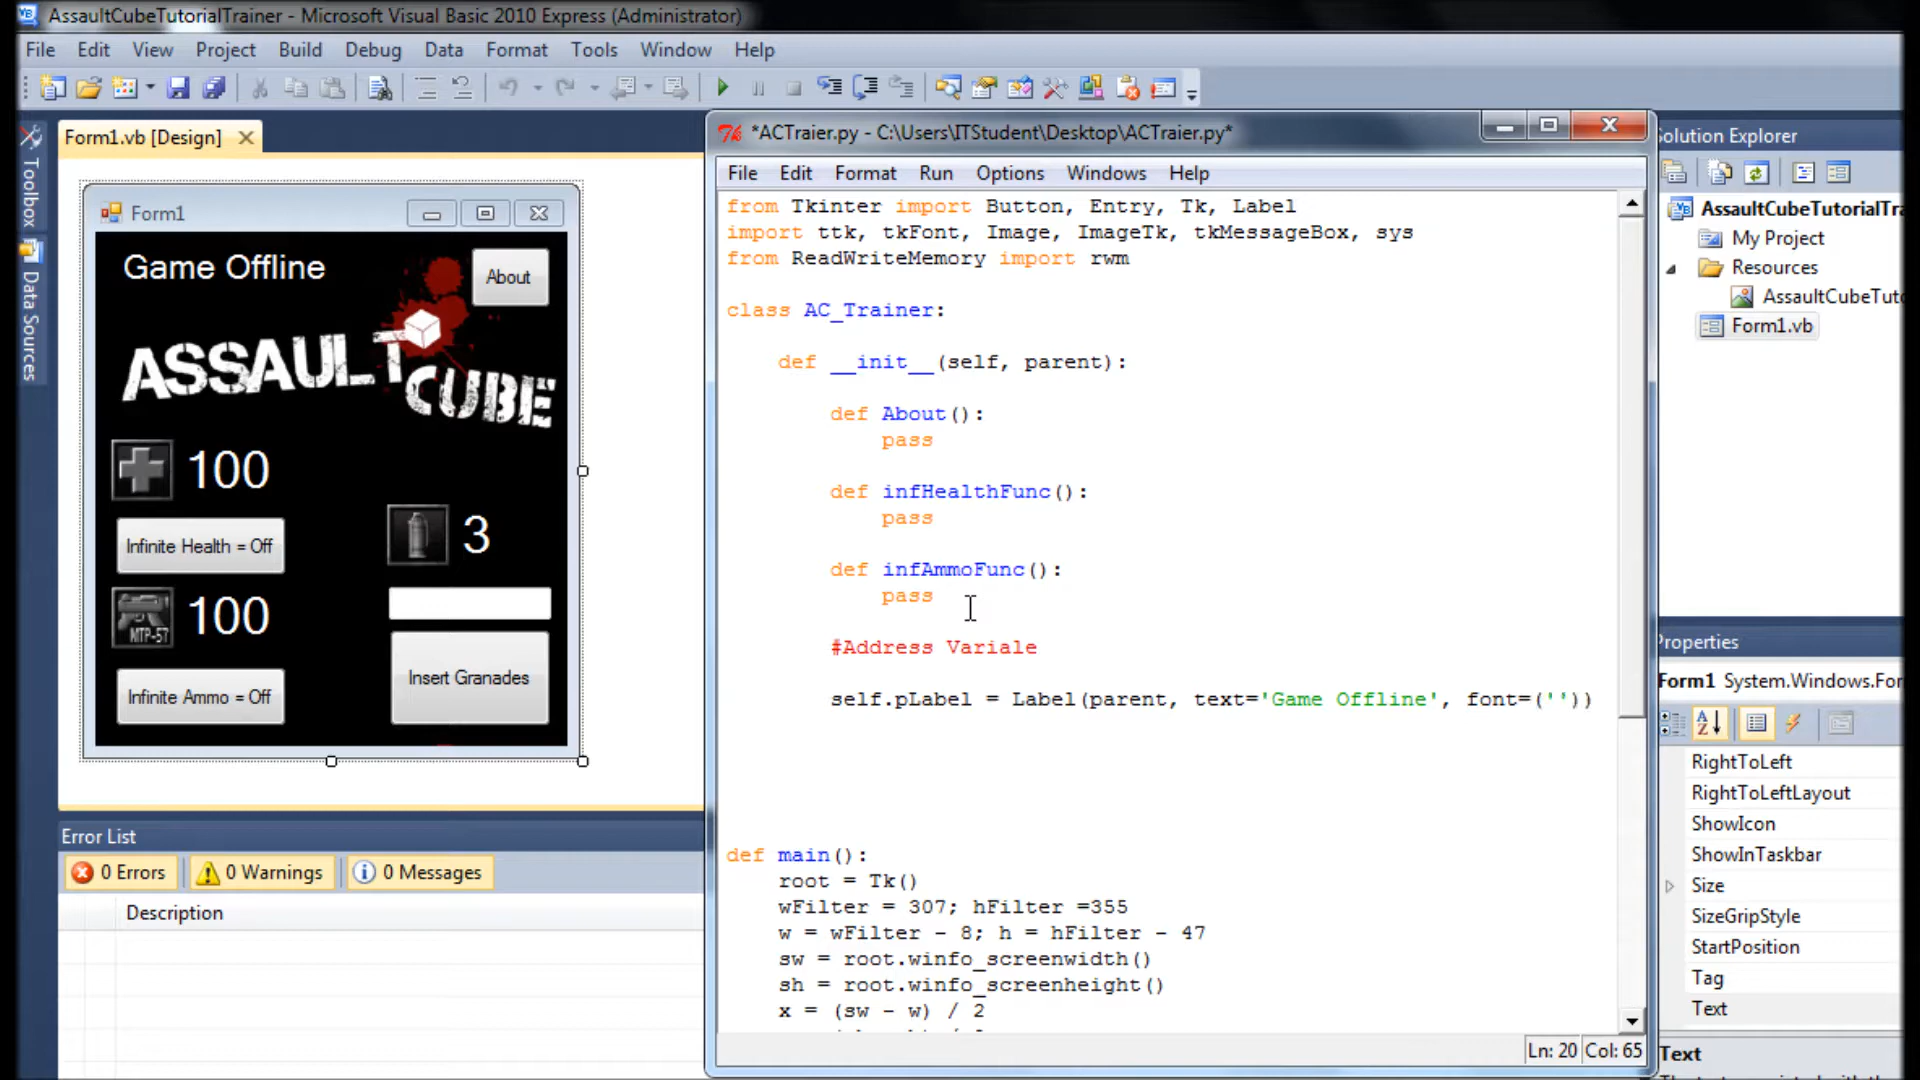 AssaultCubeTutorialTrainer - Microsoft Visual Basic 2010 Express (Administrator)
File Edit View Project Build Debug Data Format Tools Window Help
Form1.vb [Design]
Toolbox
Data Sources
Form1
Game Offline
About
ASSAULT
CUBE
100
3
Infinite Health = Off
MTP-57
100
Insert Granades
Infinite Ammo = Off
Error List
0 Errors
0 Warnings
0 Messages
Description
*ACTraier.py - C:\Users\ITStudent\Desktop\ACTraier.py*
File Edit Format Run Options Windows Help
from Tkinter import Button, Entry, Tk, Label
import ttk, tkFont, Image, ImageTk, tkMessageBox, sys
from ReadWriteMemory import rwm
class AC_Trainer:
def __init__(self, parent):
def About():
pass
def infHealthFunc():
pass
def infAmmoFunc():
pass
#Address Variale
self.pLabel = Label(parent, text='Game Offline', font=(''))
def main():
root = Tk()
wFilter = 307; hFilter =355
w = wFilter - 8; h = hFilter - 47
sw = root.winfo_screenwidth()
sh = root.winfo_screenheight()
x = (sw - w) / 2
Ln: 20 Col: 65
Solution Explorer
AssaultCubeTutorialTra
My Project
Resources
AssaultCubeTuto
Form1.vb
Properties
Form1 System.Windows.For
RightToLeft
RightToLeftLayout
ShowIcon
ShowInTaskbar
Size
SizeGripStyle
StartPosition
Tag
Text
Text